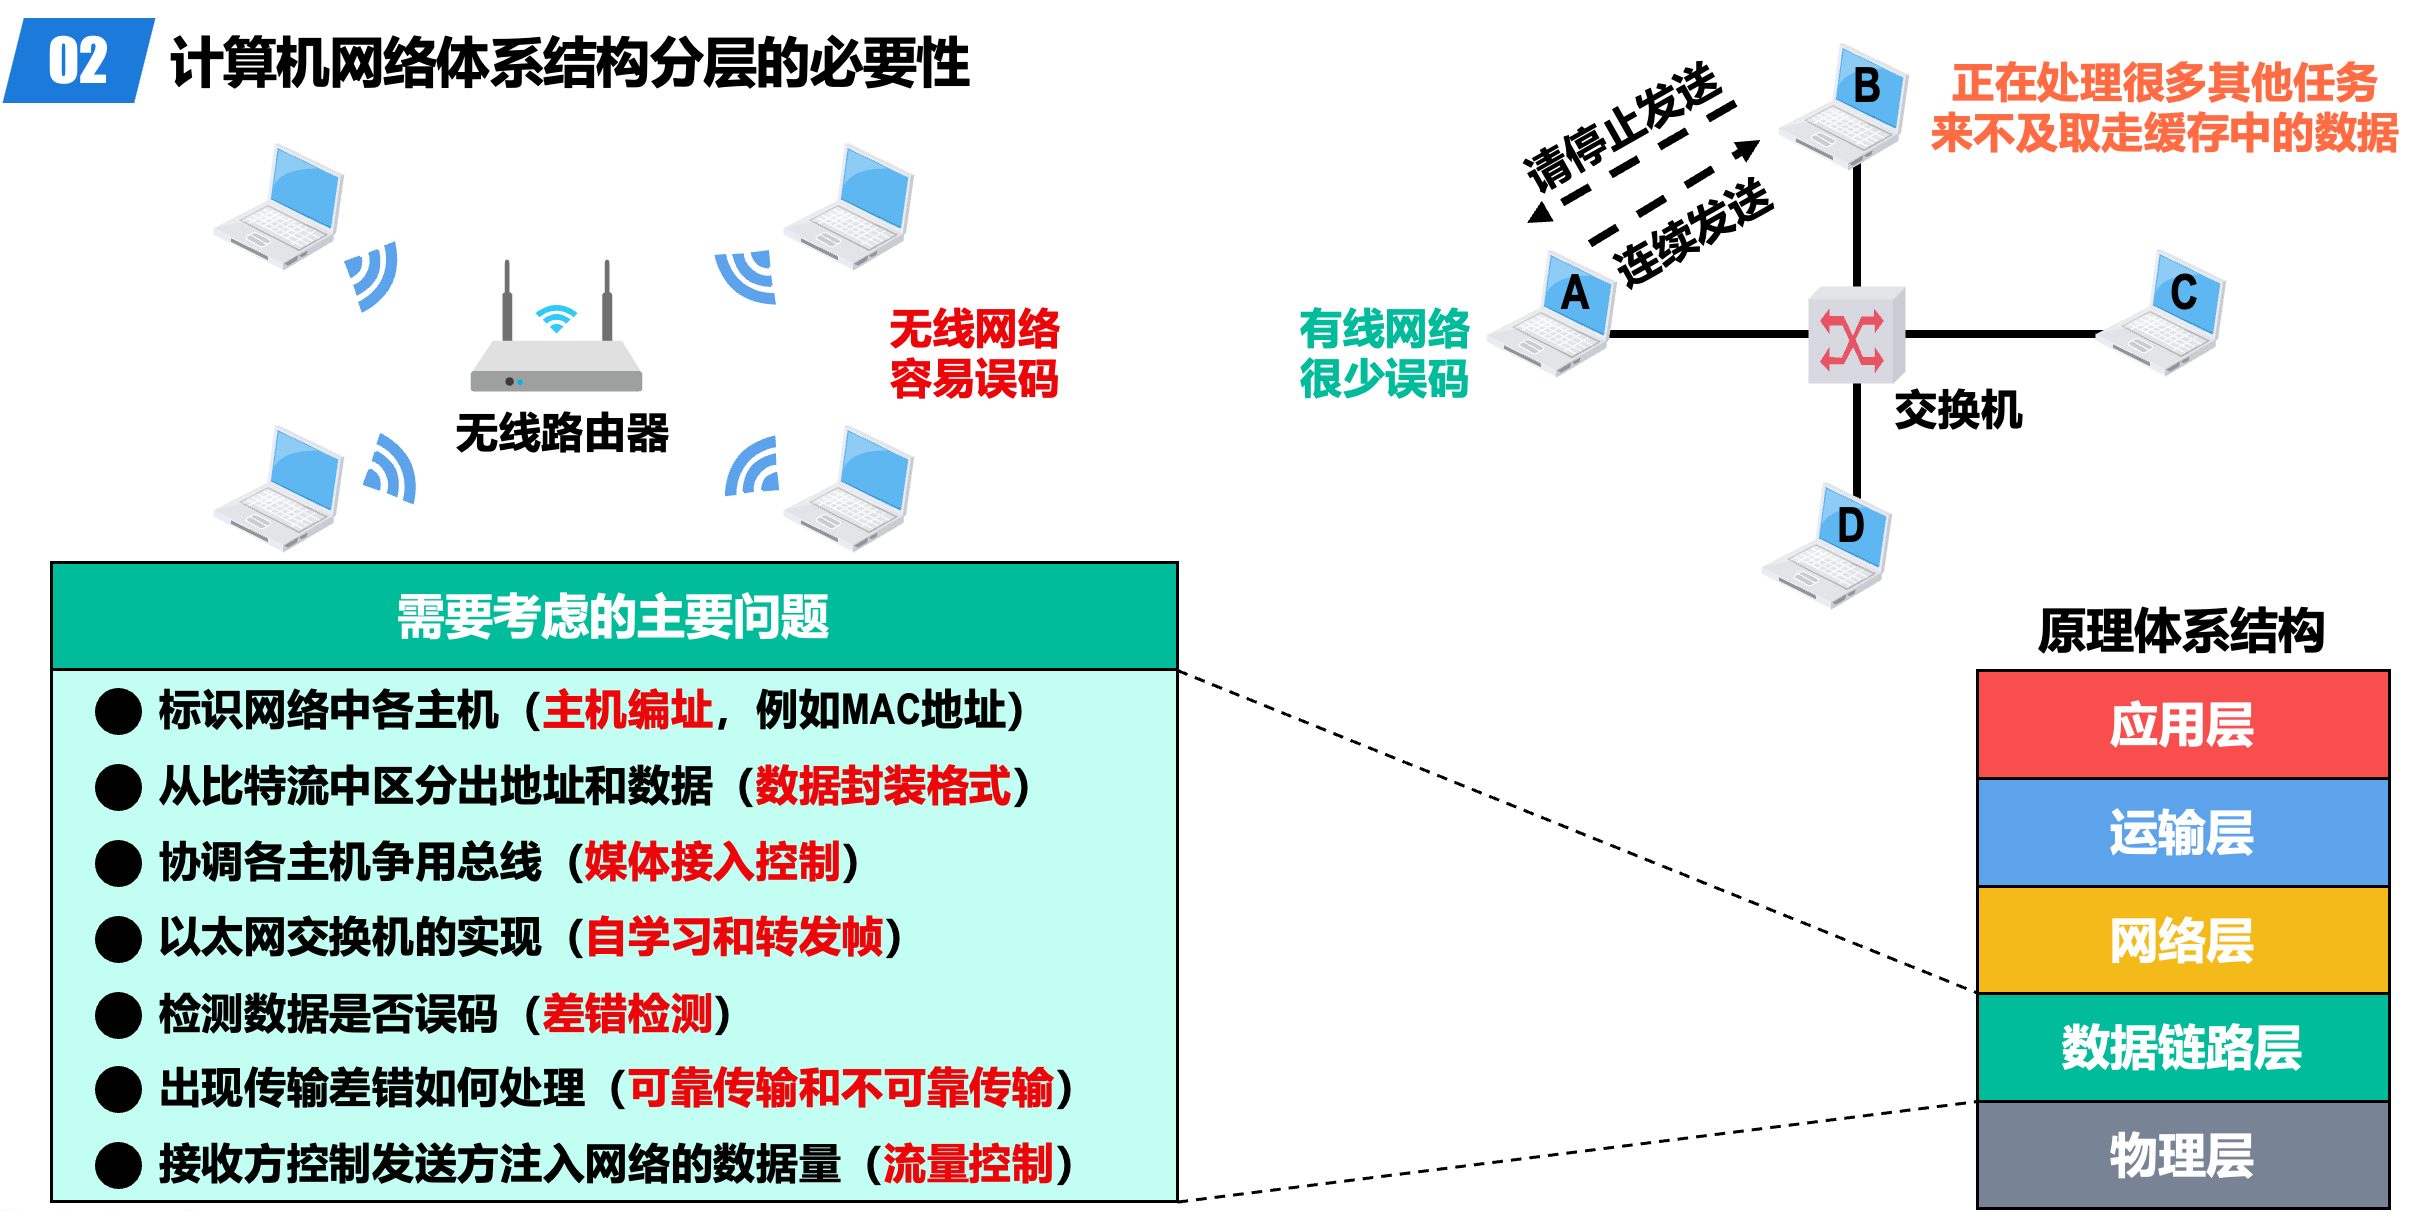 02 计算机网络体系结构分层的必要性
B
正在处理很多其他任务
来不及取走缓存中的数据
请停止发送
连续发送
A
C
无线网络
容易误码
有线网络
很少误码
无线路由器
交换机
D
需要考虑的主要问题
标识网络中各主机（主机编址，例如MAC地址）
从比特流中区分出地址和数据（数据封装格式）
协调各主机争用总线（媒体接入控制）
以太网交换机的实现（自学习和转发帧）
检测数据是否误码（差错检测）
出现传输差错如何处理（可靠传输和不可靠传输）
接收方控制发送方注入网络的数据量（流量控制）
原理体系结构
应用层
运输层
网络层
数据链路层
物理层